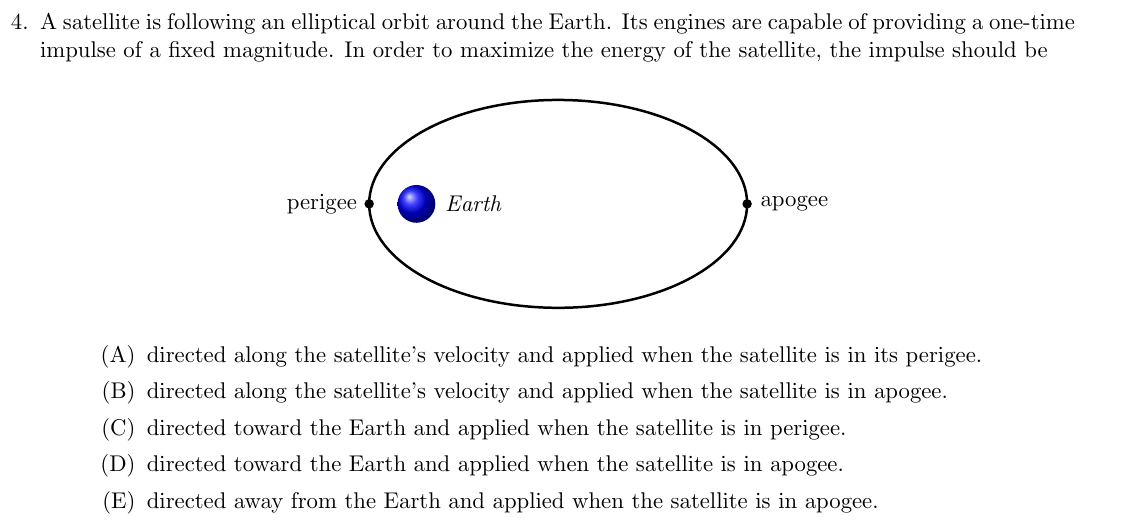 4. A satellite is following an elliptical orbit around the Earth. Its engines are capable of providing a one-time
impulse of a fixed magnitude. In order to maximize the energy of the satellite, the impulse should be
perigee
Earth
apogee
(A) directed along the satellite's velocity and applied when the satellite is in its perigee.
(B) directed along the satellite's velocity and applied when the satellite is in apogee.
(C) directed toward the Earth and applied when the satellite is in perigee.
(D) directed toward the Earth and applied when the satellite is in apogee.
(E) directed away from the Earth and applied when the satellite is in apogee.